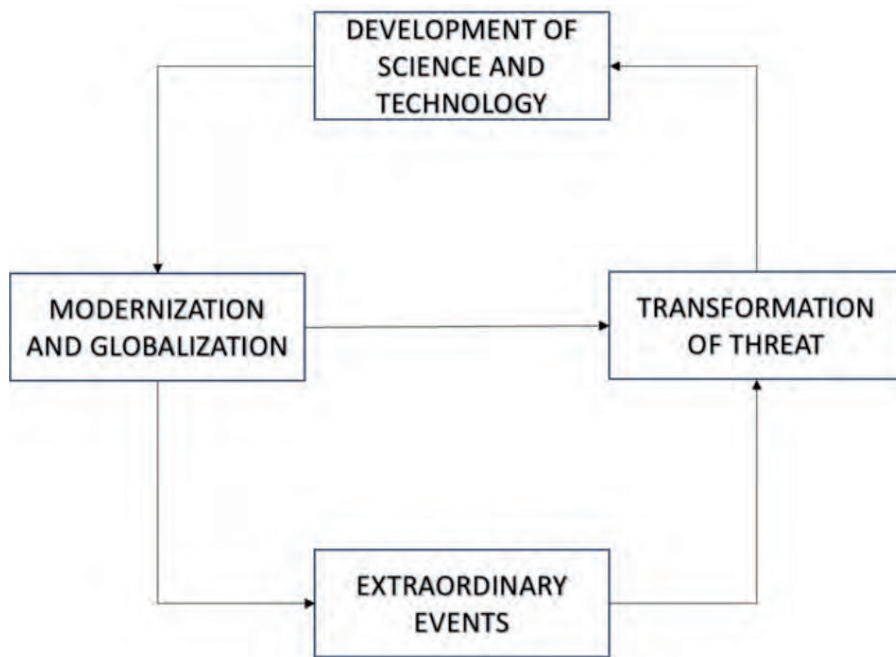 DEVELOPMENT OF
SCIENCE AND
TECHNOLOGY
MODERNIZATION
AND GLOBALIZATION
TRANSFORMATION
OF THREAT
EXTRAORDINARY
EVENTS